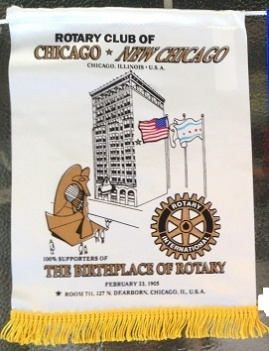 ROTARY CLUB OF
CHICAGO ★ NEW CHICAGO
CHICAGO, ILLINOIS • U.S.A.
ROTARY
INTERNATIONAL
100% SUPPORTERS OF
THE BIRTHPLACE OF ROTARY
FEBRUARY 23, 1905
★ ROOM 711, 127 N. DEARBORN, CHICAGO, IL, U.S.A.